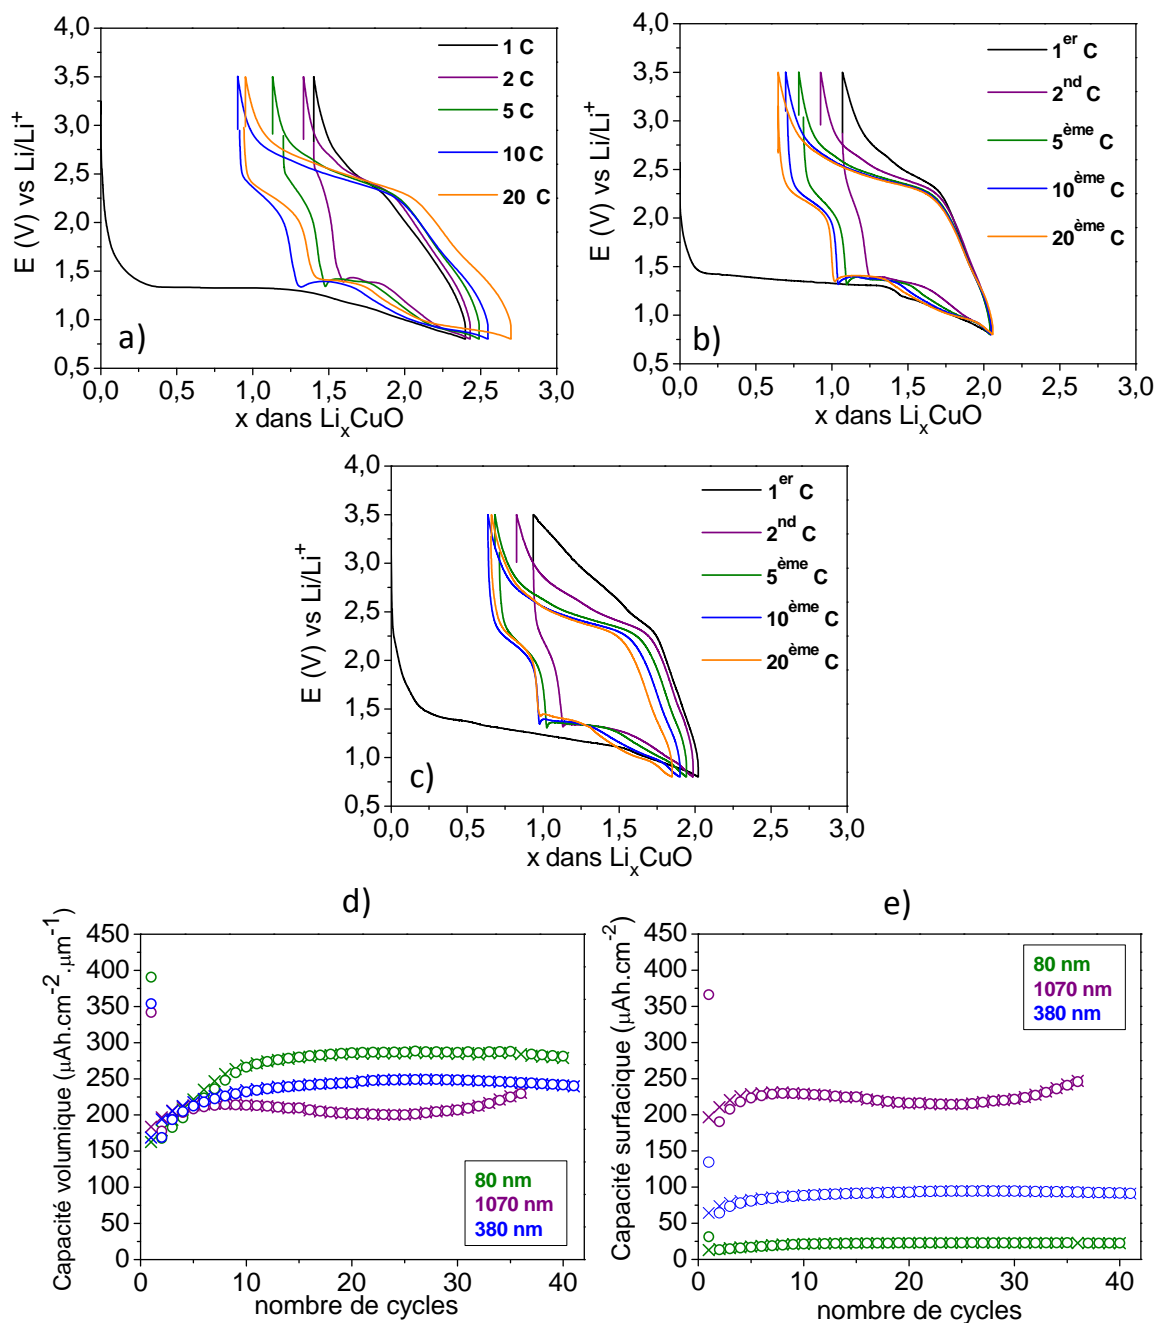 4,0
3,5
3,0
2,5
2,0
1,5
1,0
0,5
E (V) vs Li/Li⁺
1 C
2 C
5 C
10 C
20 C
a)
0,0 0,5 1,0 1,5 2,0 2,5 3,0
x dans LiₓCuO
4,0
3,5
3,0
2,5
2,0
1,5
1,0
0,5
E (V) vs Li/Li⁺
1ᵉʳ C
2ⁿᵈ C
5ᵉᵐᵉ C
10ᵉᵐᵉ C
20ᵉᵐᵉ C
b)
0,0 0,5 1,0 1,5 2,0 2,5 3,0
x dans LiₓCuO
4,0
3,5
3,0
2,5
2,0
1,5
1,0
0,5
E (V) vs Li/Li⁺
1ᵉʳ C
2ⁿᵈ C
5ᵉᵐᵉ C
10ᵉᵐᵉ C
20ᵉᵐᵉ C
c)
0,0 0,5 1,0 1,5 2,0 2,5 3,0
x dans LiₓCuO
d)
450
400
350
300
250
200
150
100
50
0
Capacité volumique (μAh.cm⁻².μm⁻¹)
80 nm
1070 nm
380 nm
0 10 20 30 40
nombre de cycles
e)
450
400
350
300
250
200
150
100
50
0
Capacité surfacique (μAh.cm⁻²)
80 nm
1070 nm
380 nm
0 10 20 30 40
nombre de cycles